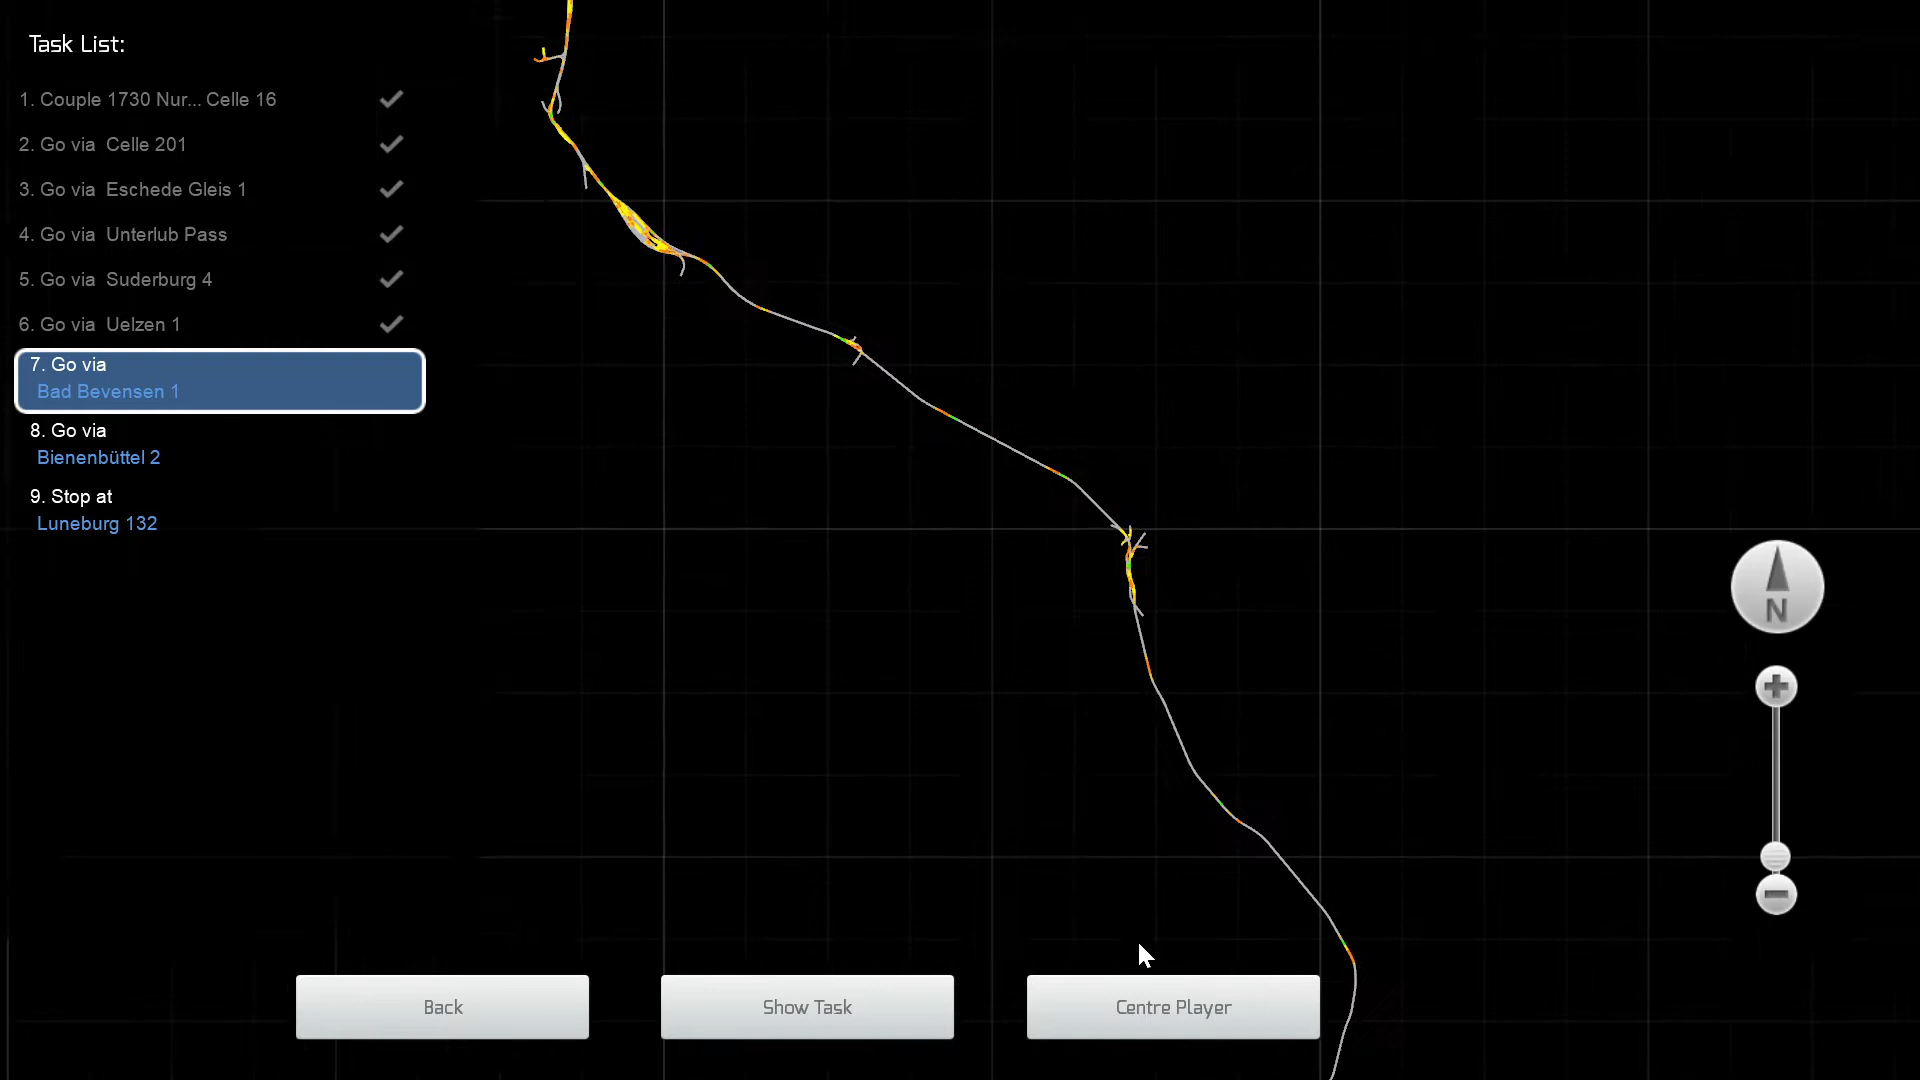 Task List:
1. Couple 1730 Nur... Celle 16
2. Go via  Celle 201
3. Go via  Eschede Gleis 1
4. Go via  Unterlub Pass
5. Go via  Suderburg 4
6. Go via  Uelzen 1
7. Go via
Bad Bevensen 1
8. Go via
Bienenbüttel 2
9. Stop at
Luneburg 132
N
Back
Show Task
Centre Player